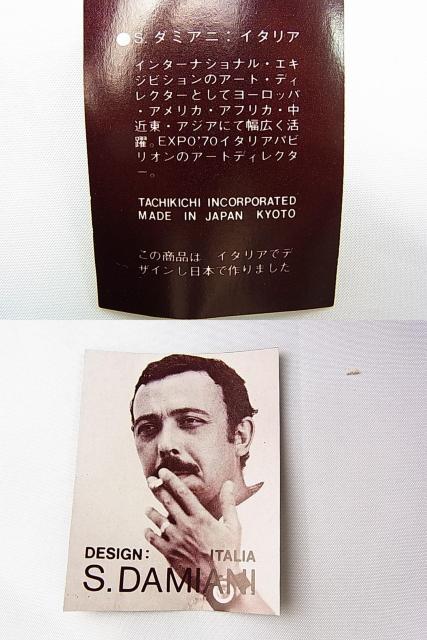 ●S. ダミアニ: イタリア
インターナショナル・エキ
ジビションのアート・ディ
レクターとしてヨーロッパ
・アメリカ・アフリカ・中
近東・アジアにて幅広く活
躍。EXPO'70イタリアパビ
リオンのアートディレクタ
ー。
TACHIKICHI INCORPORATED
MADE IN JAPAN KYOTO
この商品は イタリアでデ
ザインし日本で作りました
DESIGN: ITALIA
S.DAMIANI